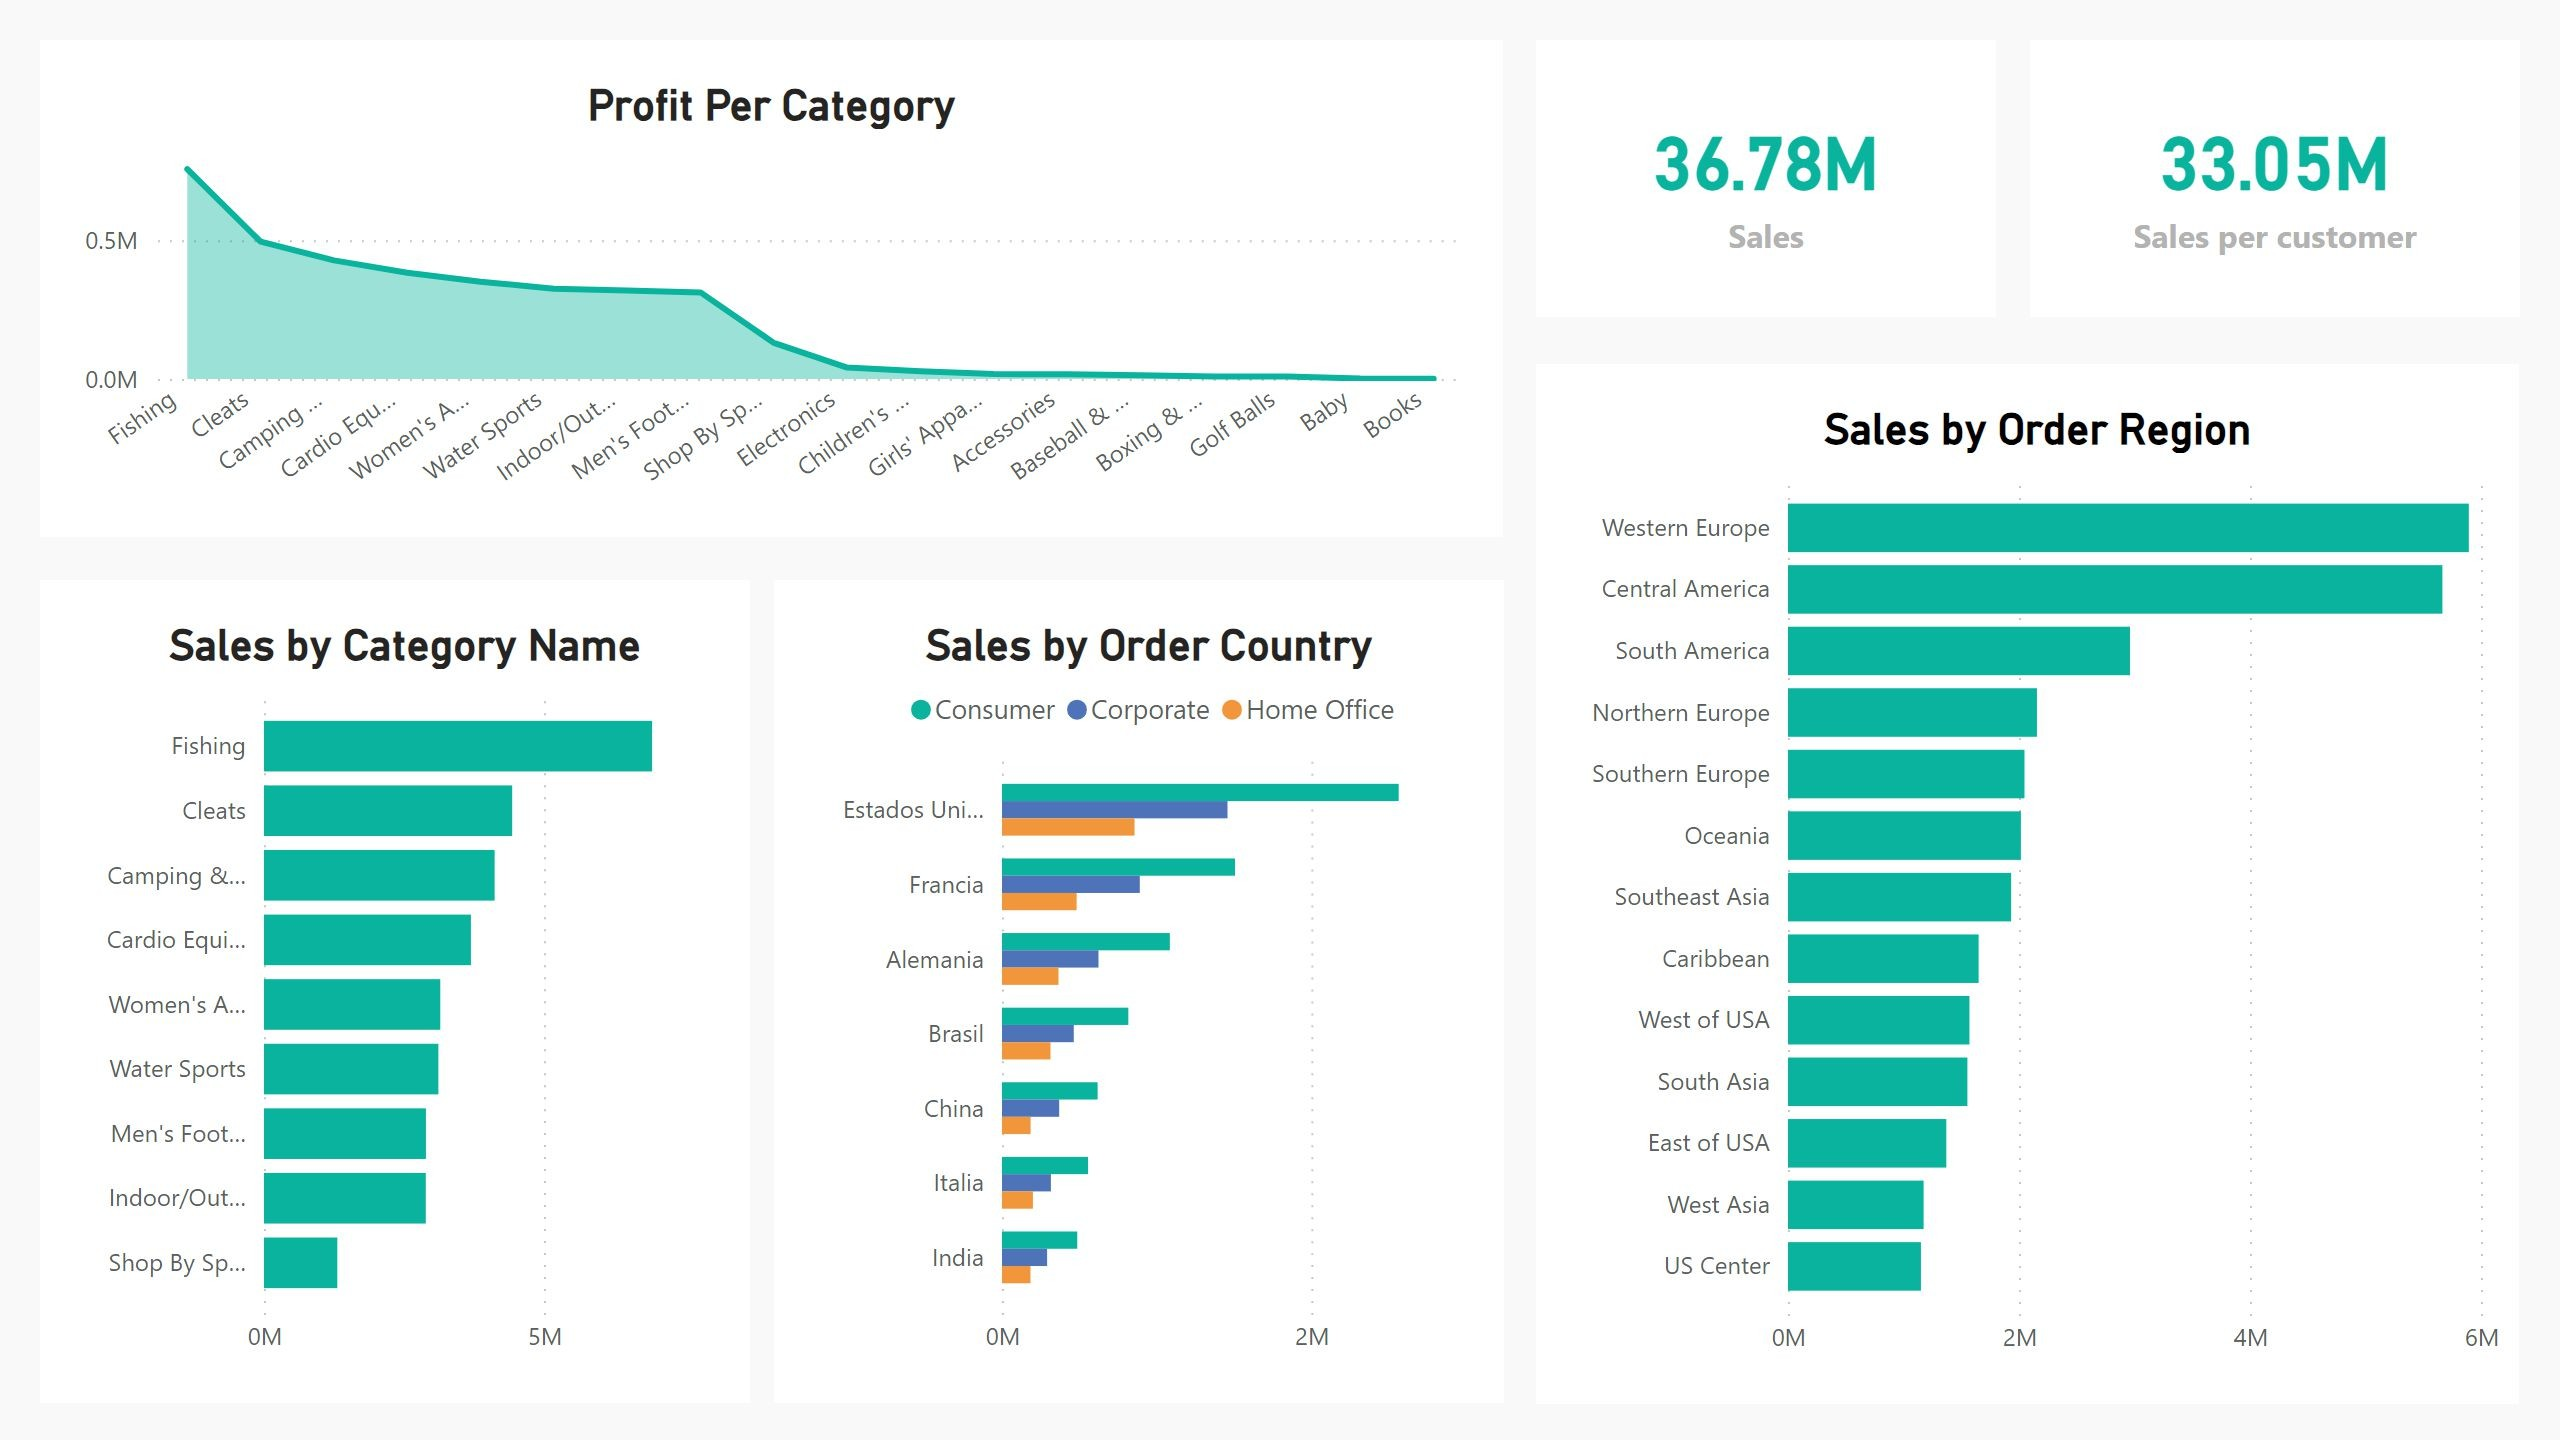 Profit Per Category
0.5M
0.0M
Fishing
Cleats
Camping ...
Cardio Equ...
Women's A...
Water Sports
Indoor/Out...
Men's Foot...
Shop By Sp...
Electronics
Children's ...
Girls' Appa...
Accessories
Baseball & ...
Boxing & ...
Golf Balls
Baby
Books
36.78M
Sales
33.05M
Sales per customer
Sales by Category Name
Fishing
Cleats
Camping &...
Cardio Equi...
Women's A...
Water Sports
Men's Foot...
Indoor/Out...
Shop By Sp...
0M 5M
Sales by Order Country
Consumer Corporate Home Office
Estados Uni...
Francia
Alemania
Brasil
China
Italia
India
0M 2M
Sales by Order Region
Western Europe
Central America
South America
Northern Europe
Southern Europe
Oceania
Southeast Asia
Caribbean
West of USA
South Asia
East of USA
West Asia
US Center
0M 2M 4M 6M